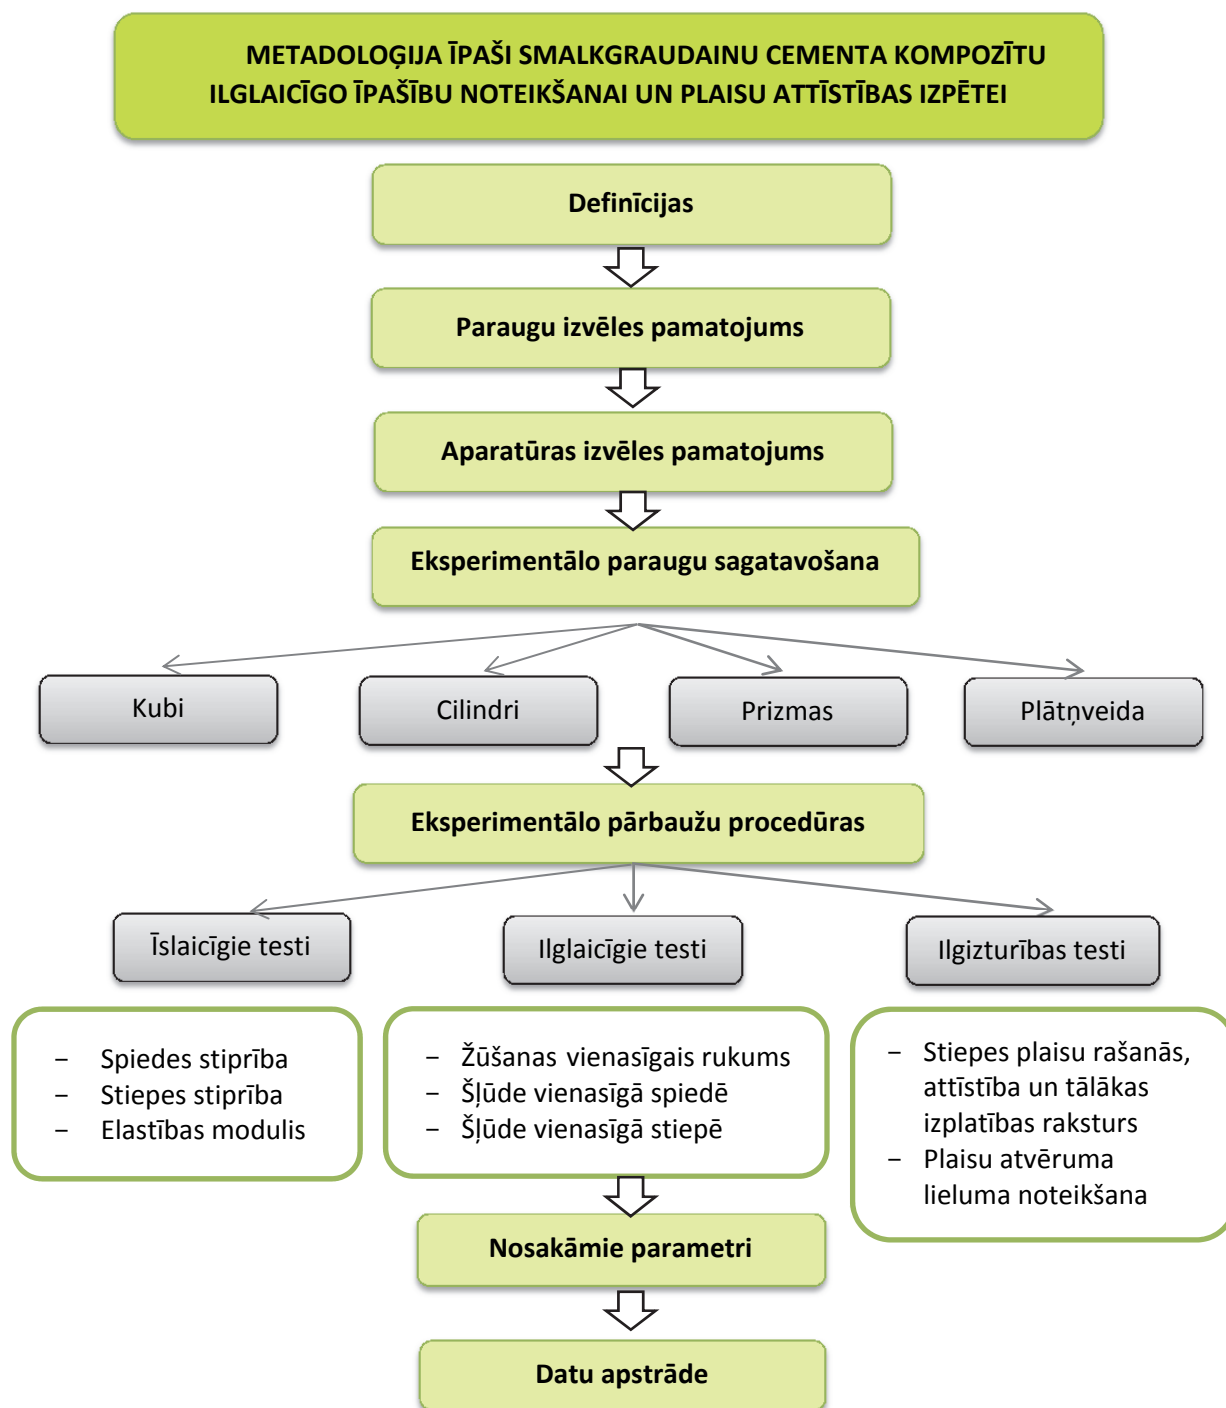 METADOLOĢIJA ĪPAŠI SMALKGRAUDAINU CEMENTA KOMPOZĪTU
ILGLAICĪGO ĪPAŠĪBU NOTEIKŠANAI UN PLAISU ATTĪSTĪBAS IZPĒTEI
Definīcijas
Paraugu izvēles pamatojums
Aparatūras izvēles pamatojums
Eksperimentālo paraugu sagatavošana
Kubi
Cilindri
Prizmas
Plātņveida
Eksperimentālo pārbaužu procedūras
Īslaicīgie testi
Ilglaicīgie testi
Ilgizturības testi
– Spiedes stiprība
– Stiepes stiprība
– Elastības modulis
– Žūšanas vienasīgais rukums
– Šļūde vienasīgā spiedē
– Šļūde vienasīgā stiepē
– Stiepes plaisu rašanās,
attīstība un tālākas
izplatības raksturs
– Plaisu atvēruma
lieluma noteikšana
Nosakāmie parametri
Datu apstrāde